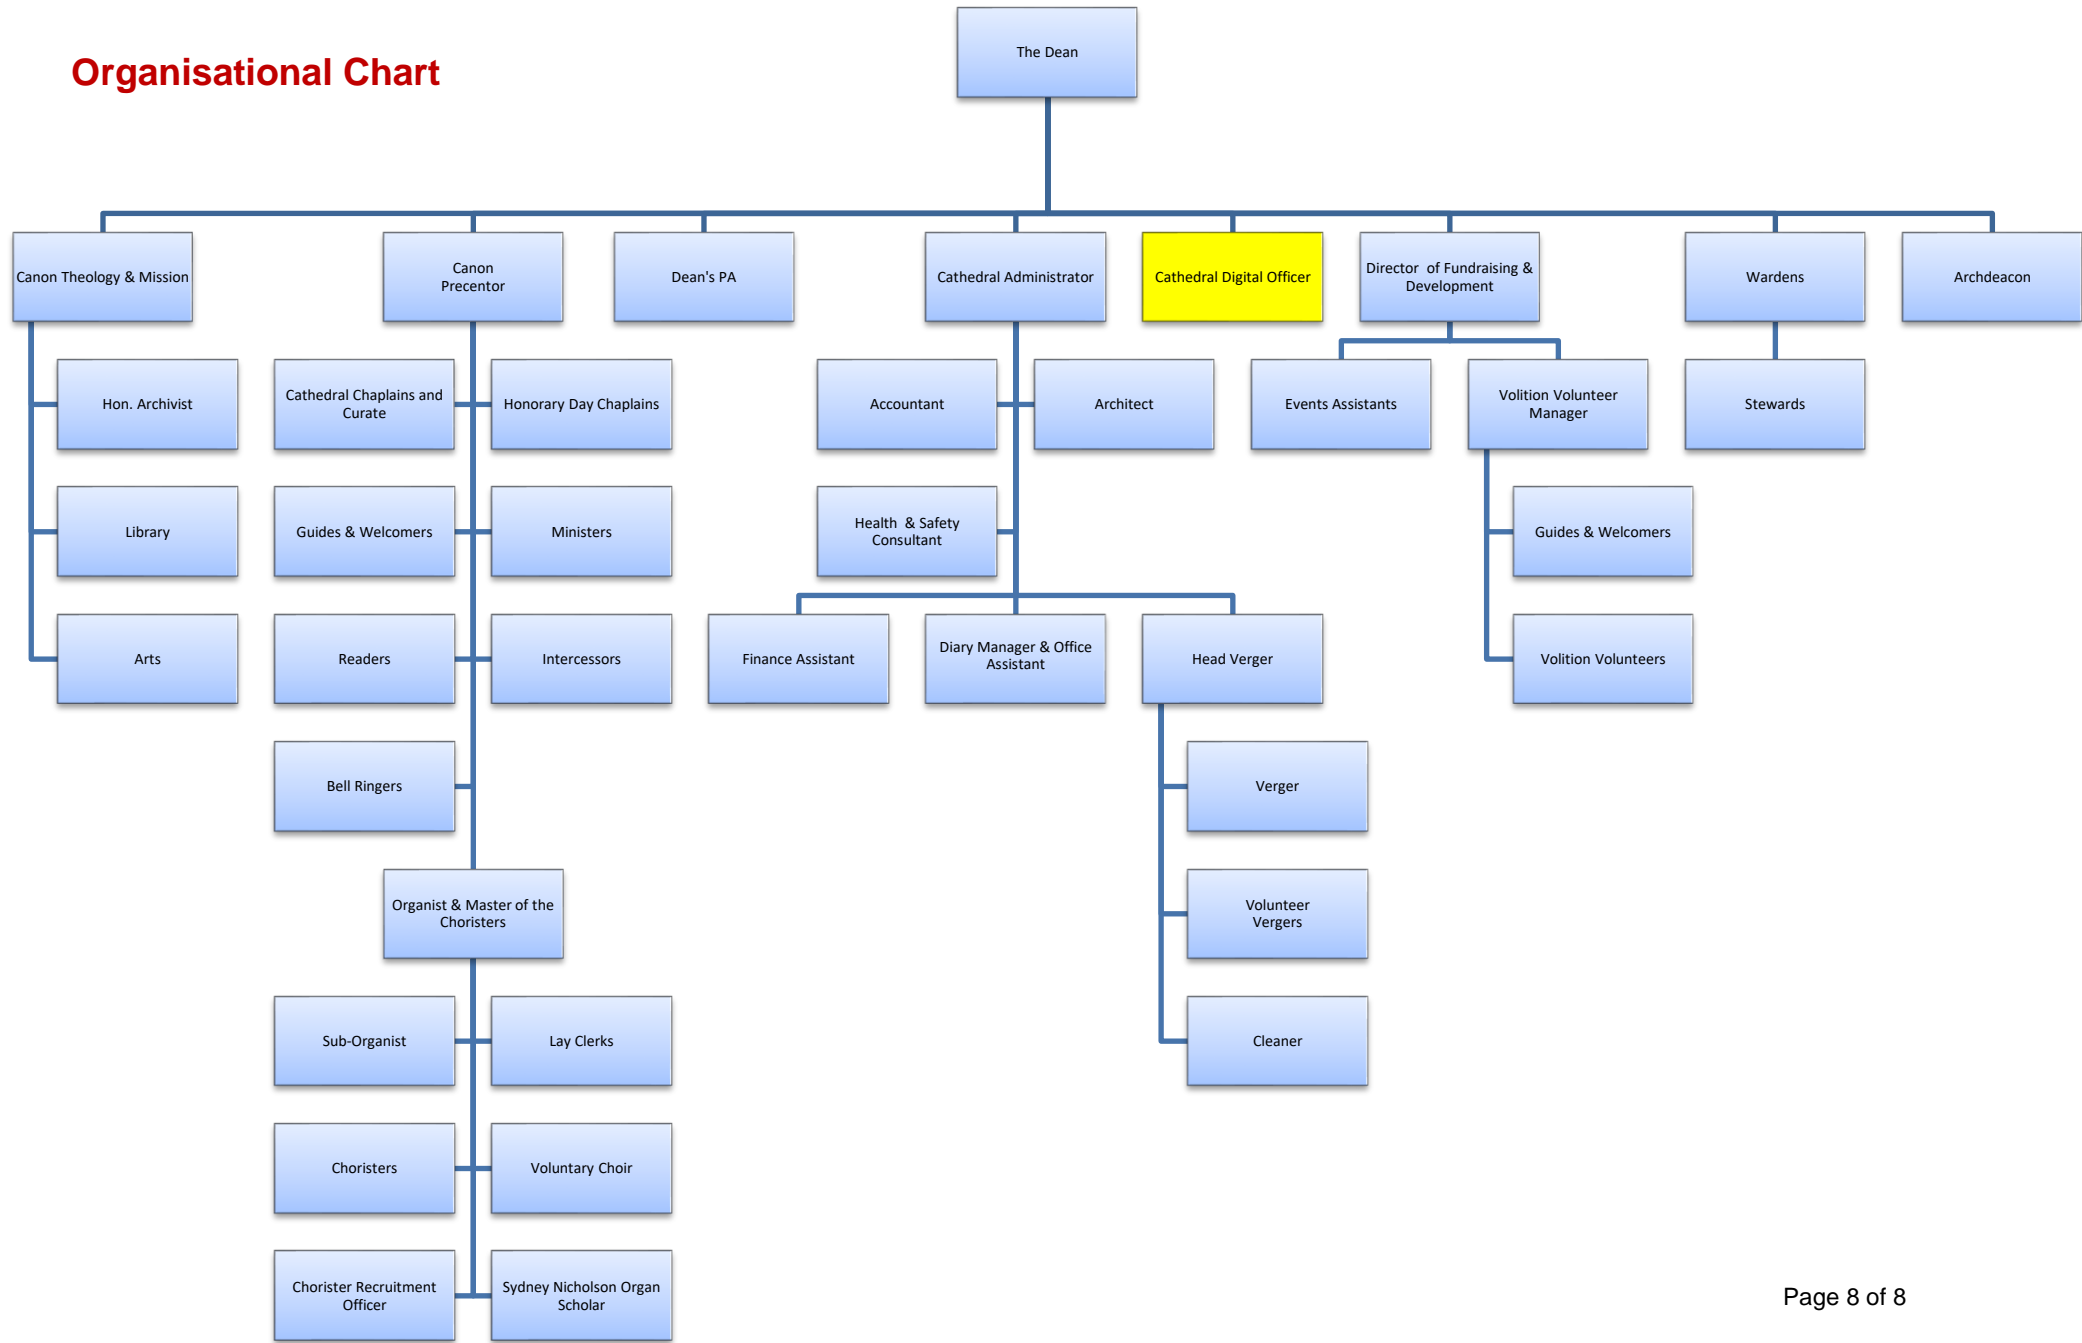 The Dean
Organisational Chart
Canon Theology & Mission
Canon
Precentor
Dean's PA
Cathedral Administrator
Cathedral Digital Officer
Director  of Fundraising &
Development
Wardens
Archdeacon
Hon. Archivist
Cathedral Chaplains and
Curate
Honorary Day Chaplains
Accountant
Architect
Events Assistants
Volition Volunteer
Manager
Stewards
Library
Guides & Welcomers
Ministers
Health  & Safety
Consultant
Guides & Welcomers
Arts
Readers
Intercessors
Finance Assistant
Diary Manager & Office
Assistant
Head Verger
Volition Volunteers
Bell Ringers
Verger
Organist & Master of the
Choristers
Volunteer
Vergers
Sub-Organist
Lay Clerks
Cleaner
Choristers
Voluntary Choir
Chorister Recruitment
Officer
Sydney Nicholson Organ
Scholar
Page 8 of 8